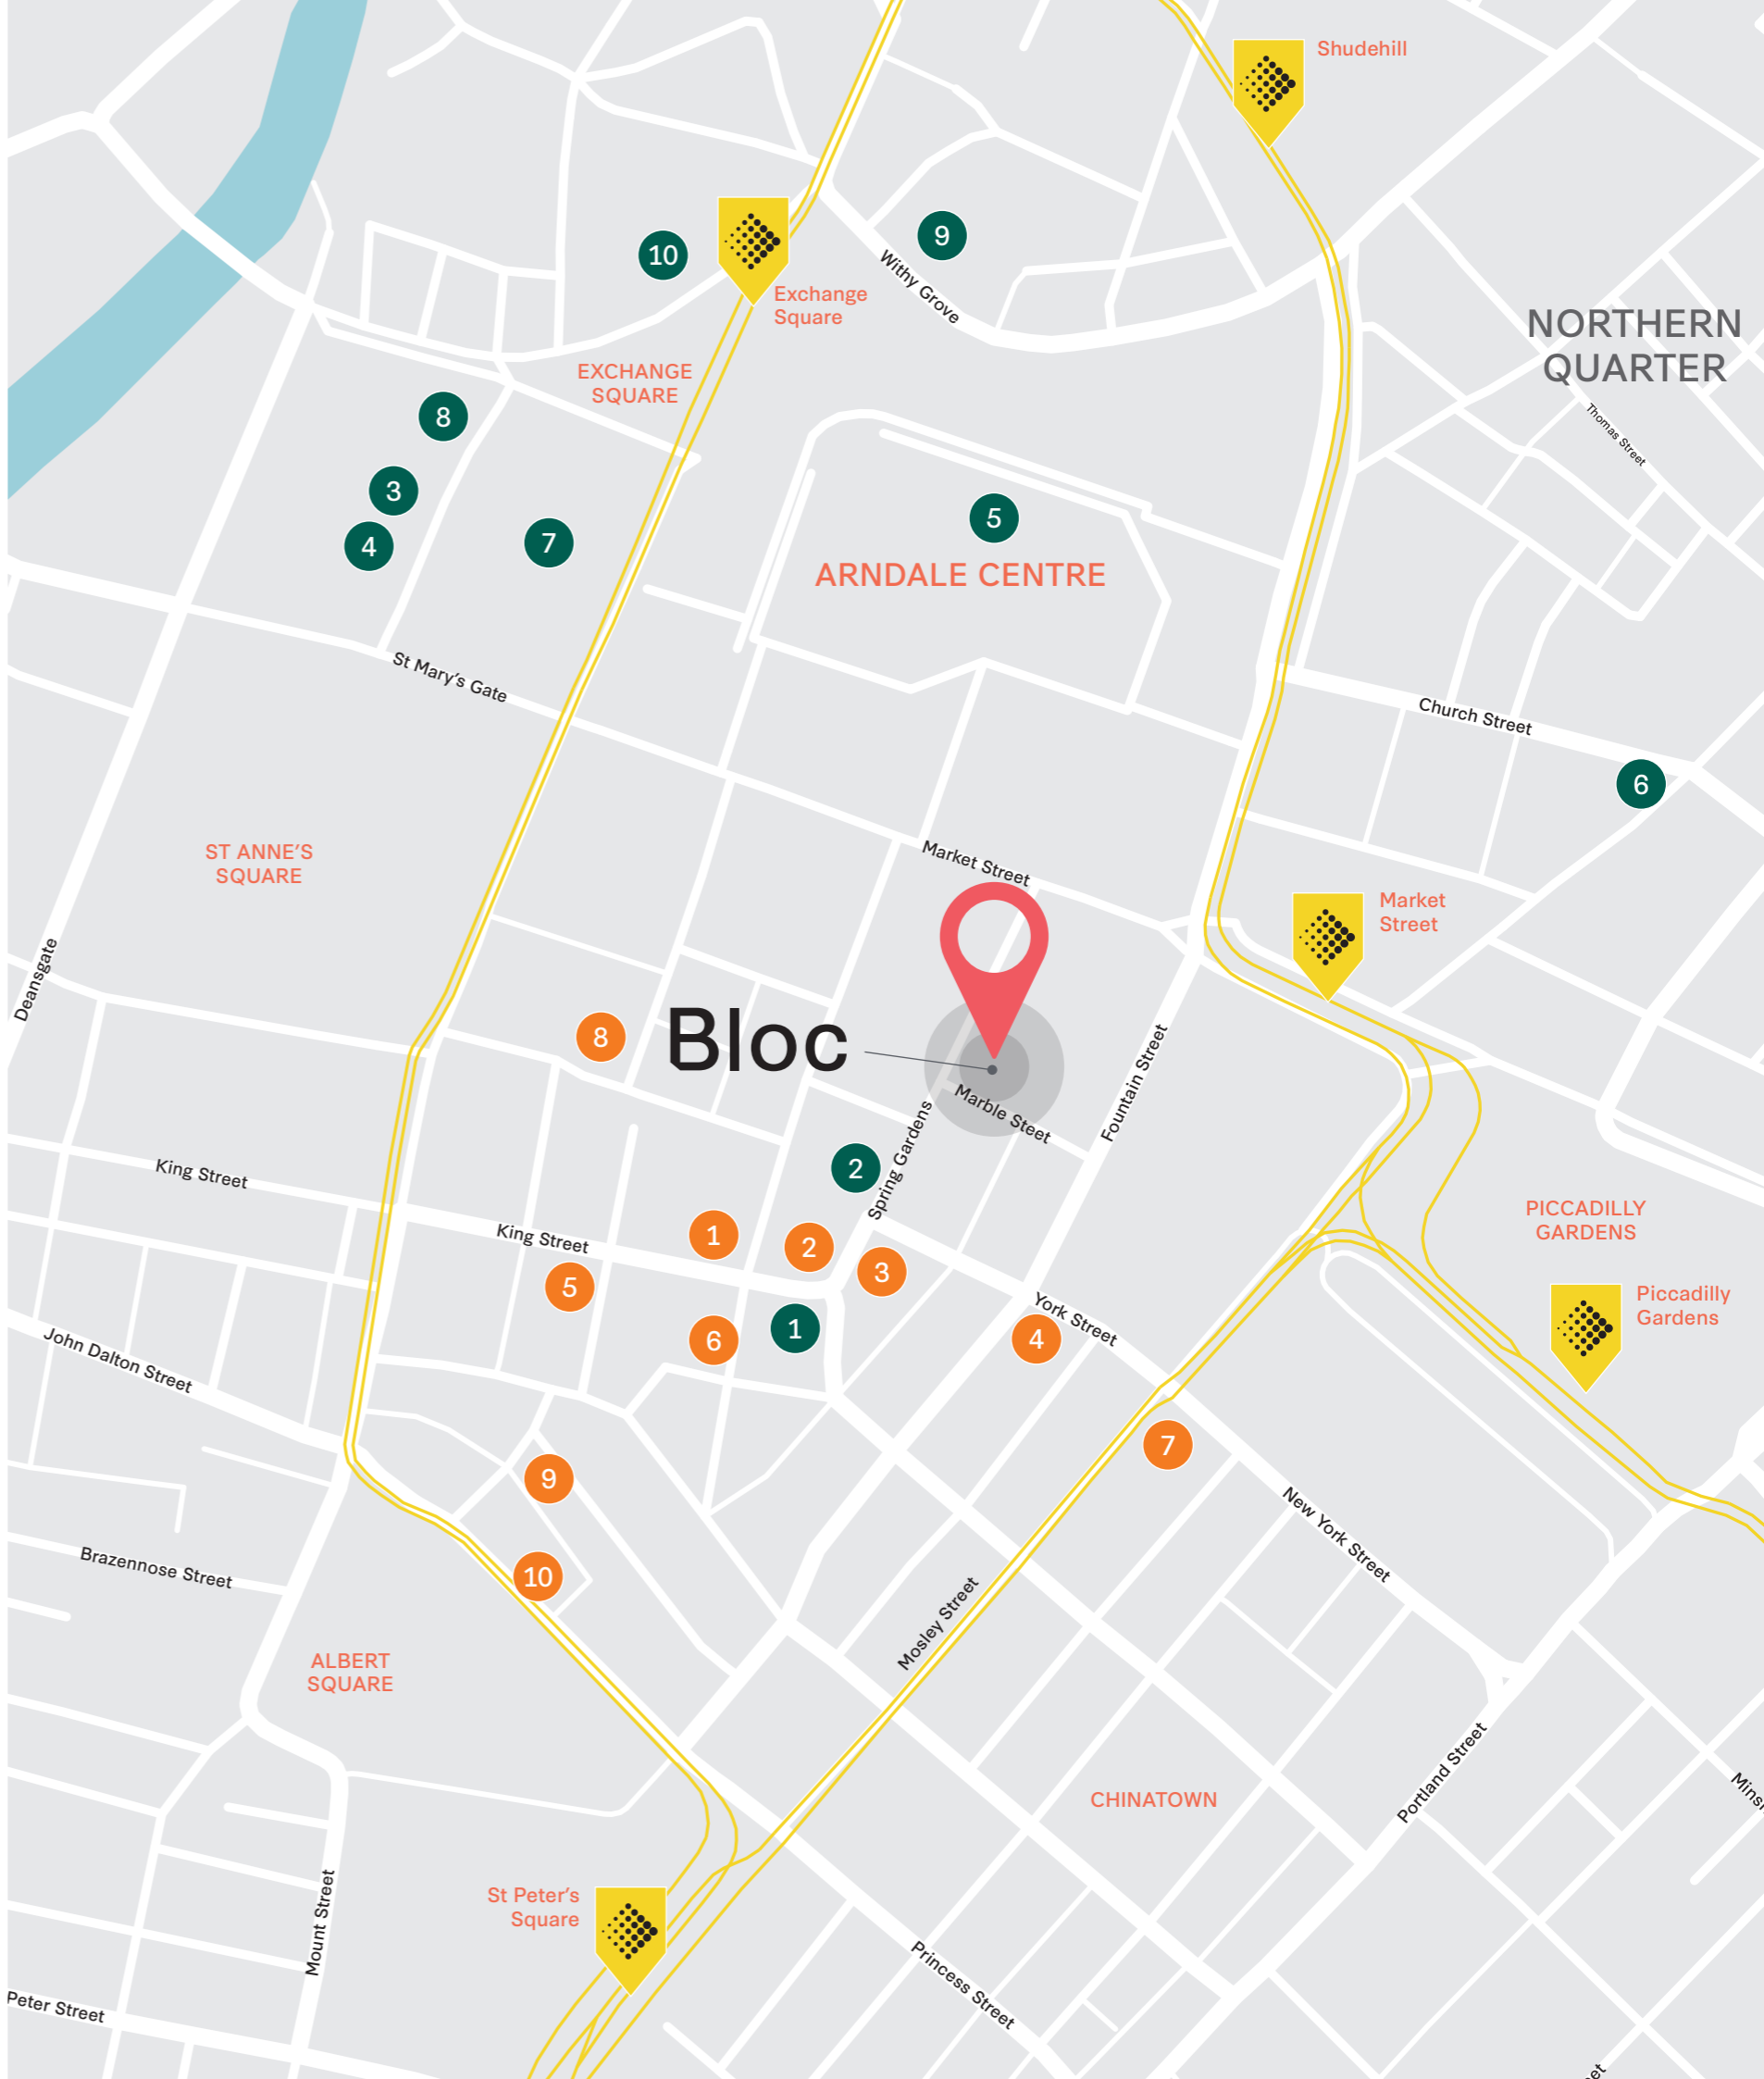 Shudehill
10
9
Withy Grove
Exchange
Square
NORTHERN
QUARTER
EXCHANGE
SQUARE
8
Thomas Street
3
5
4
7
ARNDALE CENTRE
St Mary's Gate
Church Street
6
ST ANNE'S
SQUARE
Market Street
Market
Street
Deansgate
8
Bloc
Marble Steet
Fountain Street
Spring Gardens
2
King Street
PICCADILLY
GARDENS
King Street
1
2
3
5
Piccadilly
Gardens
York Street
1
6
4
John Dalton Street
7
9
New York Street
Brazennose Street
10
Mosley Street
ALBERT
SQUARE
Portland Street
CHINATOWN
St Peter's
Square
Mount Street
Princess Street
Peter Street